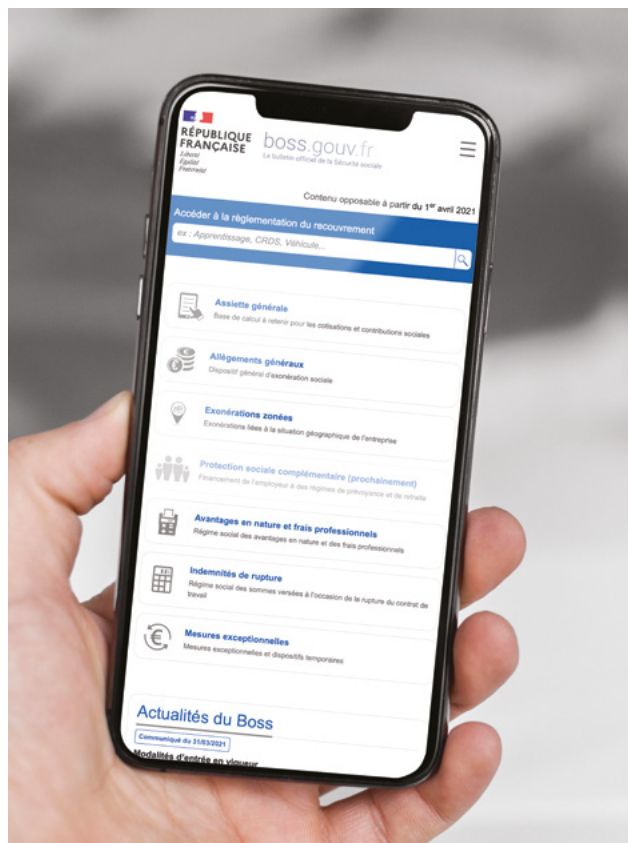 RÉPUBLIQUE
FRANÇAISE
Liberté
Égalité
Fraternité
boss.gouv.fr
Le bulletin officiel de la Sécurité sociale
Contenu opposable à partir du 1er avril 2021
Accéder à la règlementation du recouvrement
ex : Apprentissage, CRDS, Véhicule...
Assiette générale
Base de calcul à retenir pour les cotisations et contributions sociales
Allègements généraux
Dispositif général d'exonération sociale
Exonérations zonées
Exonérations liées à la situation géographique de l'entreprise
Protection sociale complémentaire (prochainement)
Financement de l'employeur à des régimes de prévoyance et de retraite
Avantages en nature et frais professionnels
Régime social des avantages en nature et des frais professionnels
Indemnités de rupture
Régime social des sommes versées à l'occasion de la rupture du contrat de
travail
Mesures exceptionnelles
Mesures exceptionnelles et dispositifs temporaires
Actualités du Boss
Communiqué du 31/03/2021
Modalités d'entrée en vigueur